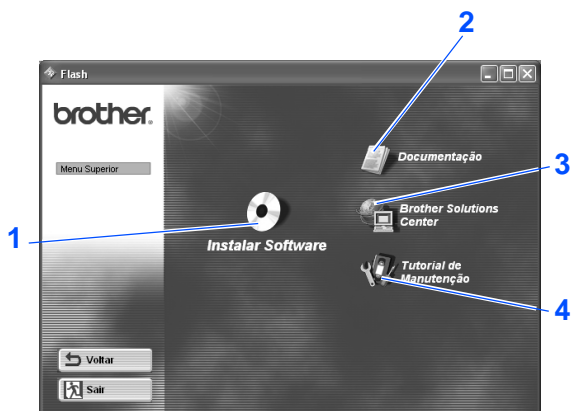 2
Flash
brother.
Menu Superior
Documentação
3
Brother Solutions
Center
1
Instalar Software
Tutorial de
Manutenção
4
Voltar
Sair